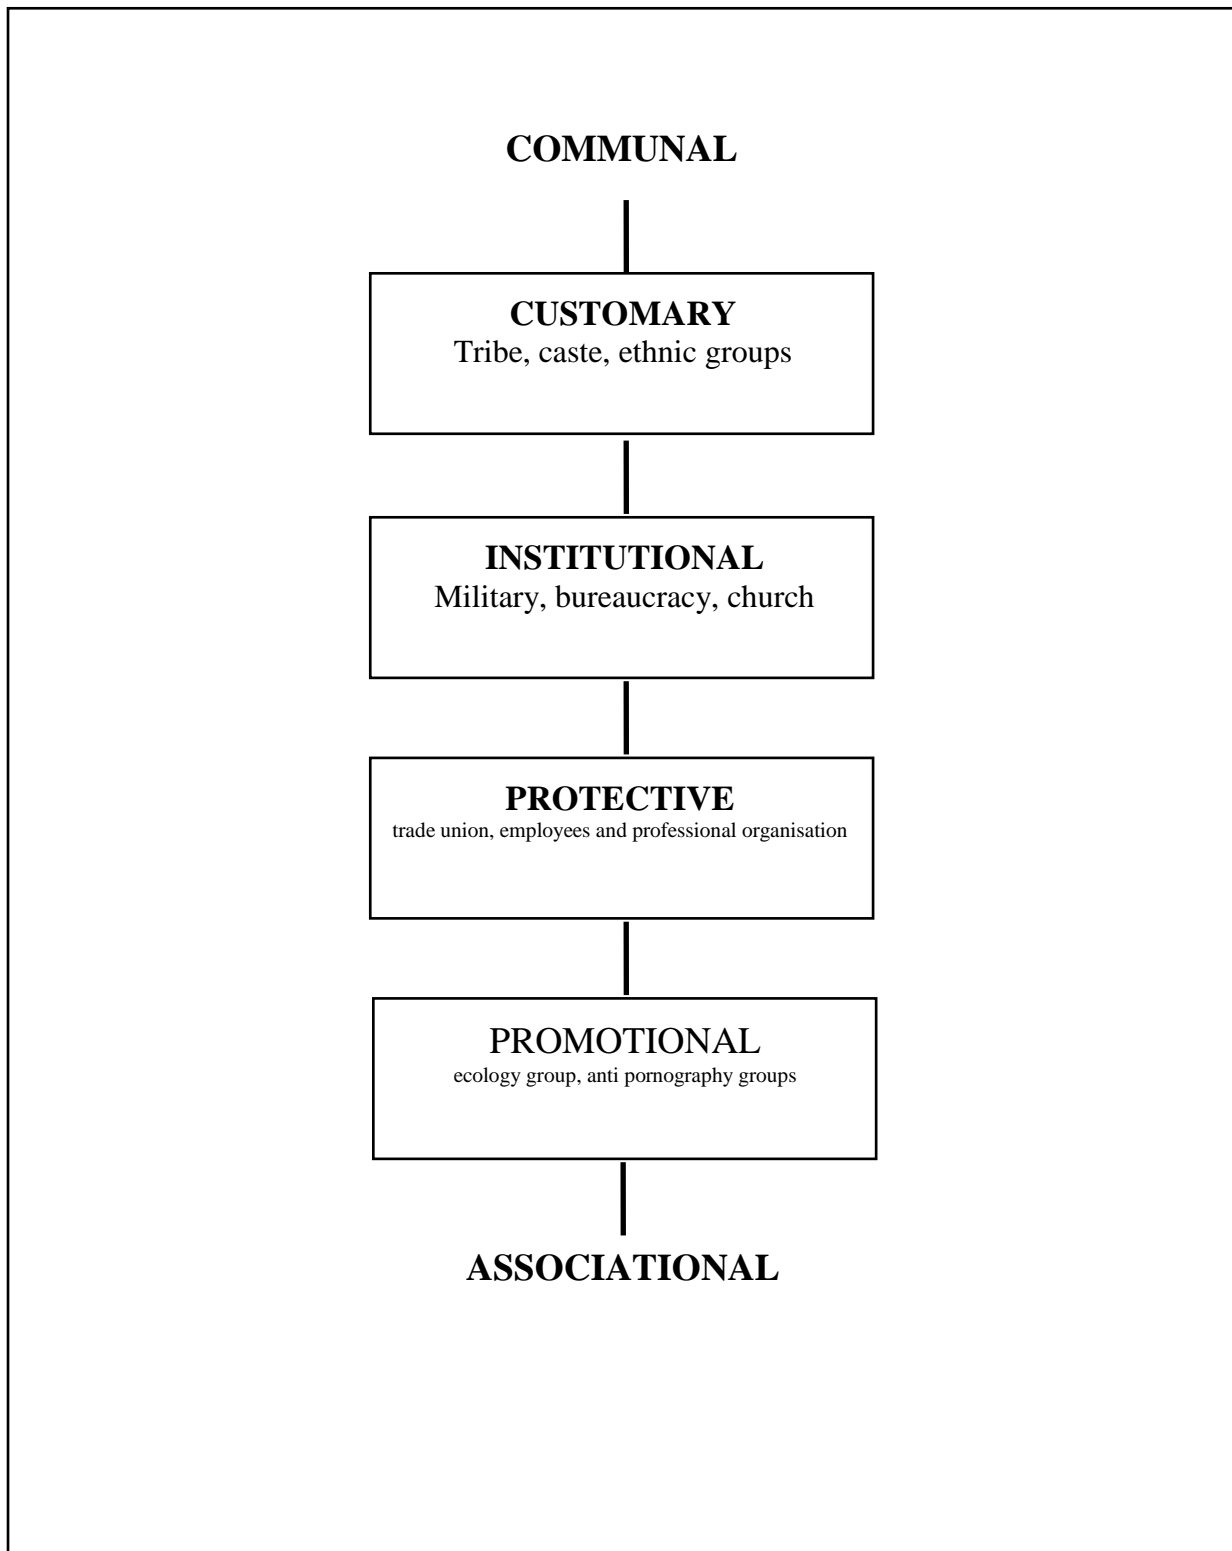 COMMUNAL
CUSTOMARY
Tribe, caste, ethnic groups
INSTITUTIONAL
Military, bureaucracy, church
PROTECTIVE
trade union, employees and professional organisation
PROMOTIONAL
ecology group, anti pornography groups
ASSOCIATIONAL